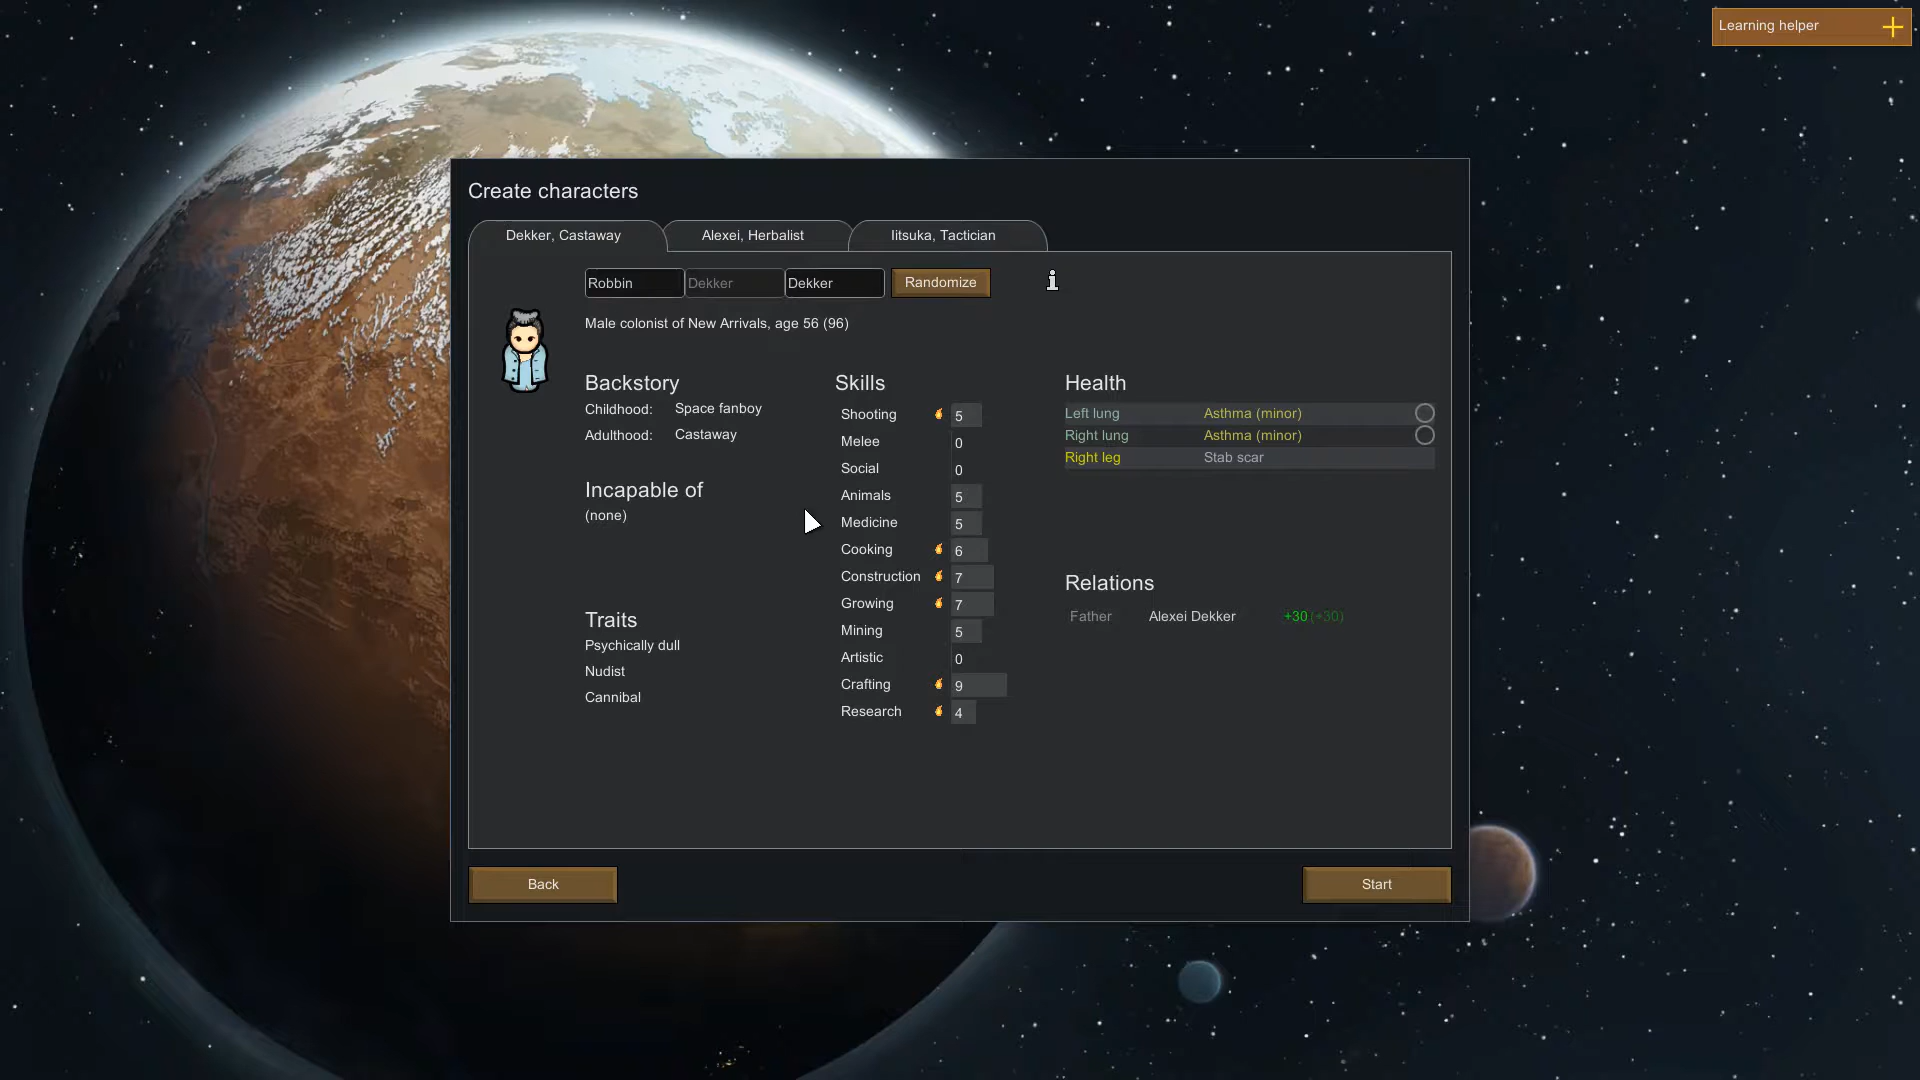 Learning helper
Create characters
Dekker, Castaway
Alexei, Herbalist
Iitsuka, Tactician
Robbin
Dekker
Dekker
Randomize
Male colonist of New Arrivals, age 56 (96)
Backstory
Childhood: Space fanboy
Adulthood: Castaway
Incapable of
(none)
Traits
Psychically dull
Nudist
Cannibal
Skills
Shooting 5
Melee 0
Social 0
Animals 5
Medicine 5
Cooking 6
Construction 7
Growing 7
Mining 5
Artistic 0
Crafting 9
Research 4
Health
Left lung Asthma (minor)
Right lung Asthma (minor)
Right leg Stab scar
Relations
Father Alexei Dekker +30 (+30)
Back
Start